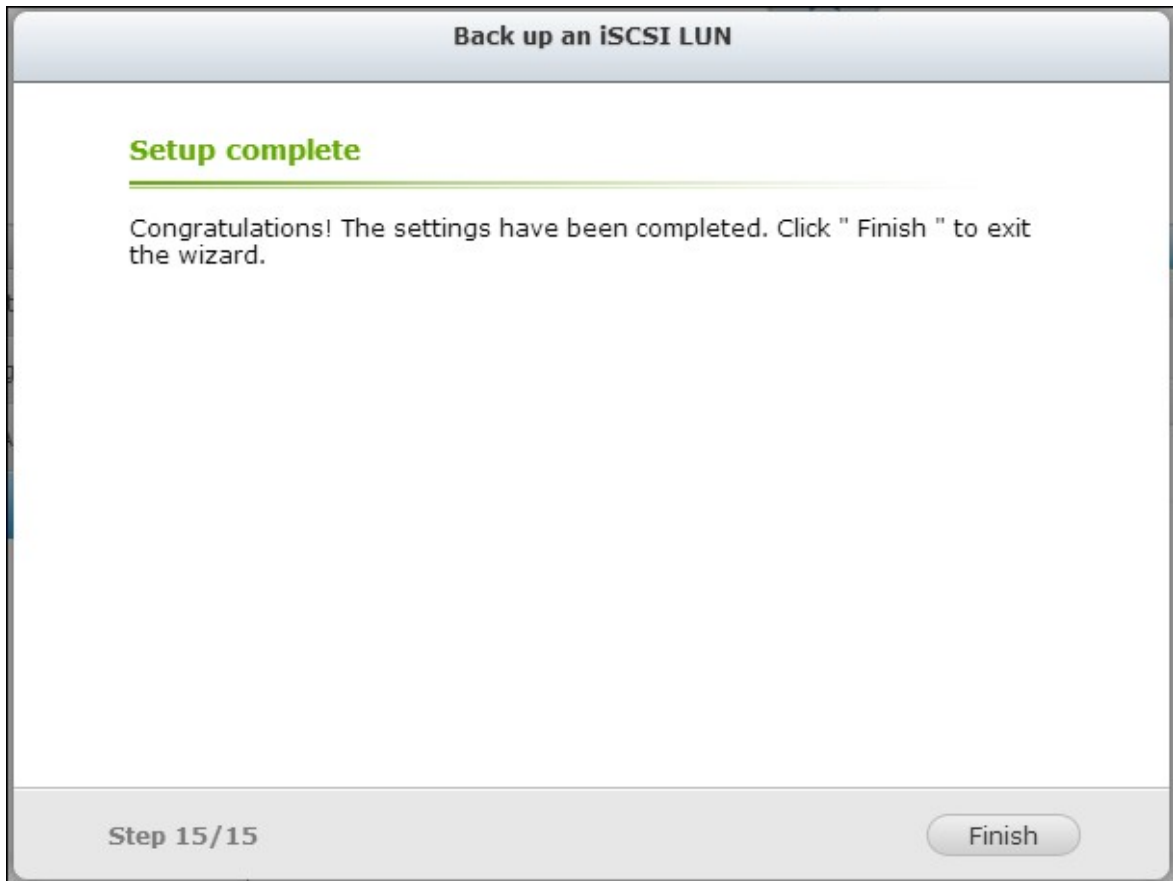 Back up an iSCSI LUN
Setup complete
Congratulations! The settings have been completed. Click " Finish " to exit
the wizard.
Step 15/15
Finish